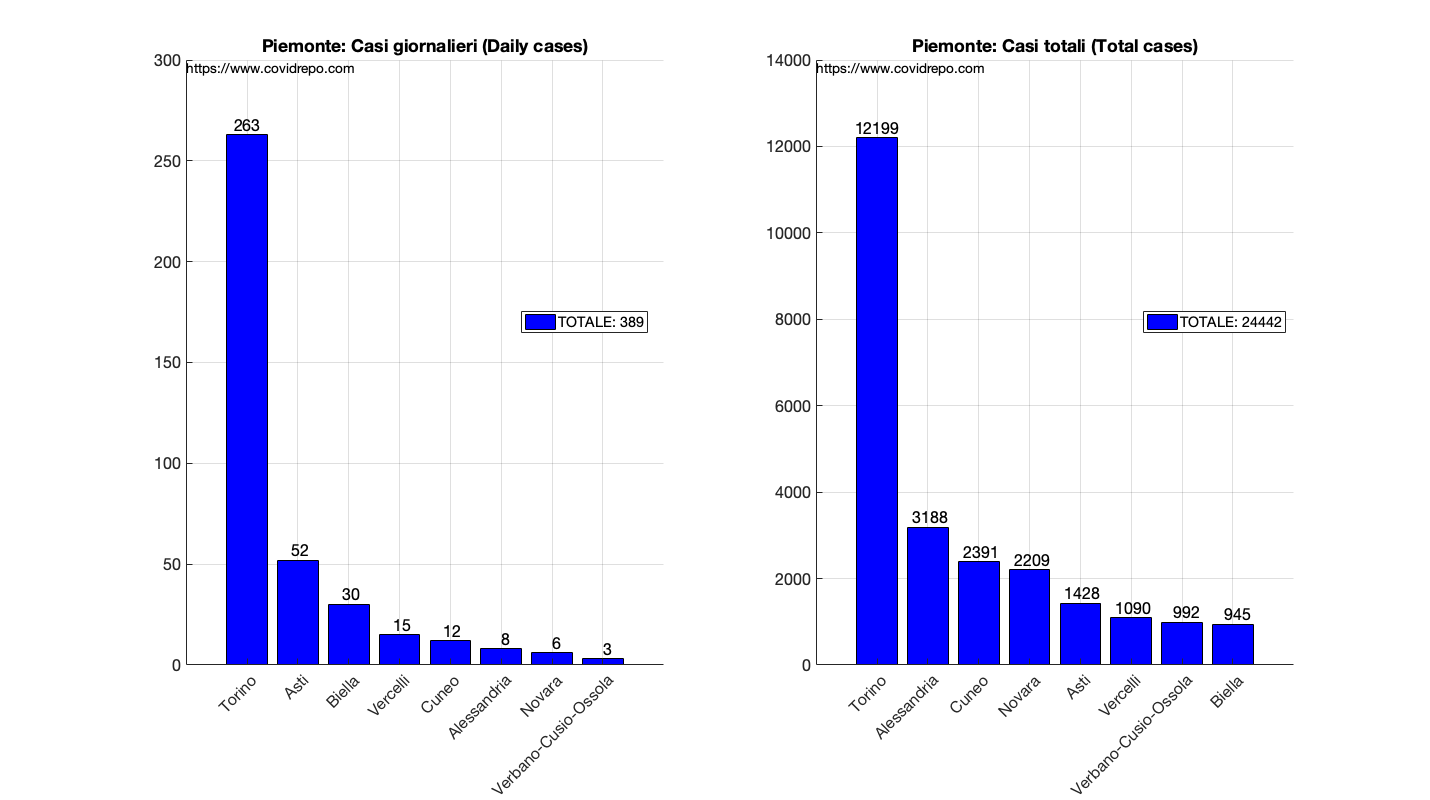 Piemonte: Casi giornalieri (Daily cases)
https://www.covidrepo.com
300
250
200
150
100
50
0
263
52
30
15
12
8
6
3
TOTALE: 389
Torino
Asti
Biella
Vercelli
Cuneo
Alessandria
Novara
Verbano-Cusio-Ossola
Piemonte: Casi totali (Total cases)
https://www.covidrepo.com
14000
12000
10000
8000
6000
4000
2000
0
12199
3188
2391
2209
1428
1090
992
945
TOTALE: 24442
Torino
Alessandria
Cuneo
Novara
Asti
Vercelli
Verbano-Cusio-Ossola
Biella